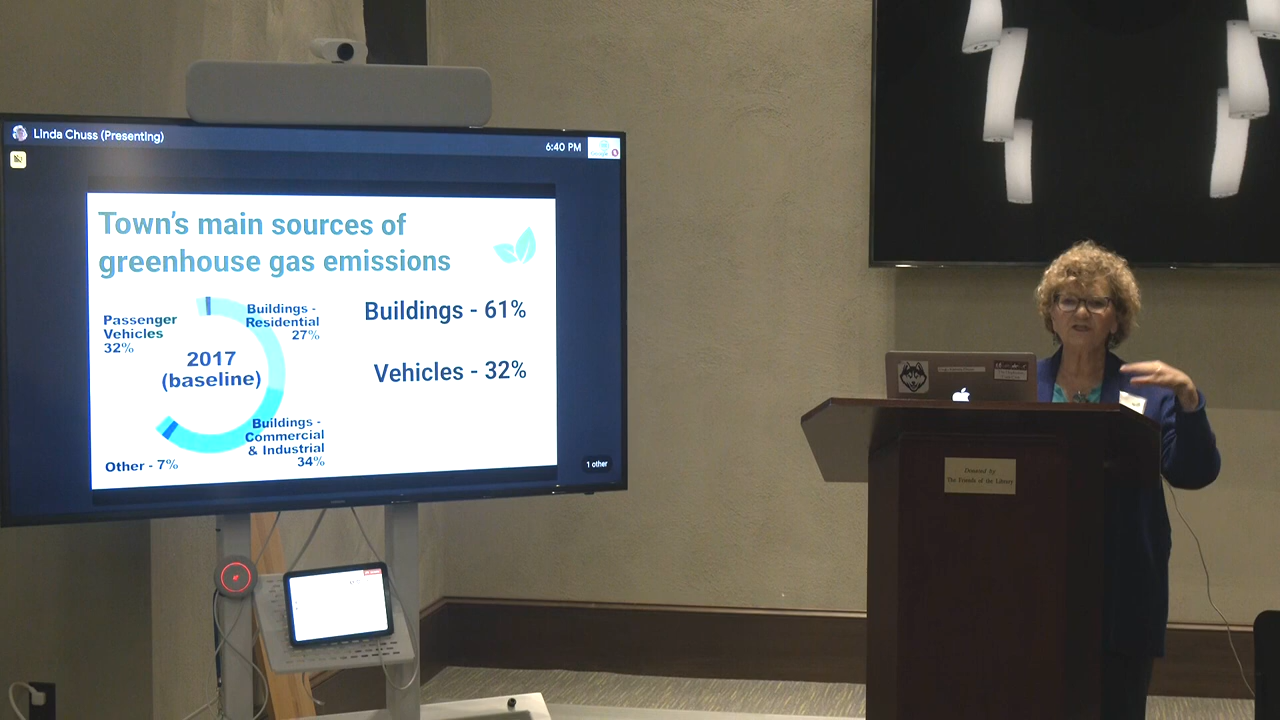 Linda Chuss (Presenting)
6:40 PM
Town's main sources of
greenhouse gas emissions
Passenger
Vehicles
32%
Buildings -
Residential
27%
2017
(baseline)
Buildings -
Commercial
& Industrial
34%
Other - 7%
Buildings - 61%
Vehicles - 32%
1 other
Donated by
The Friends of the Library